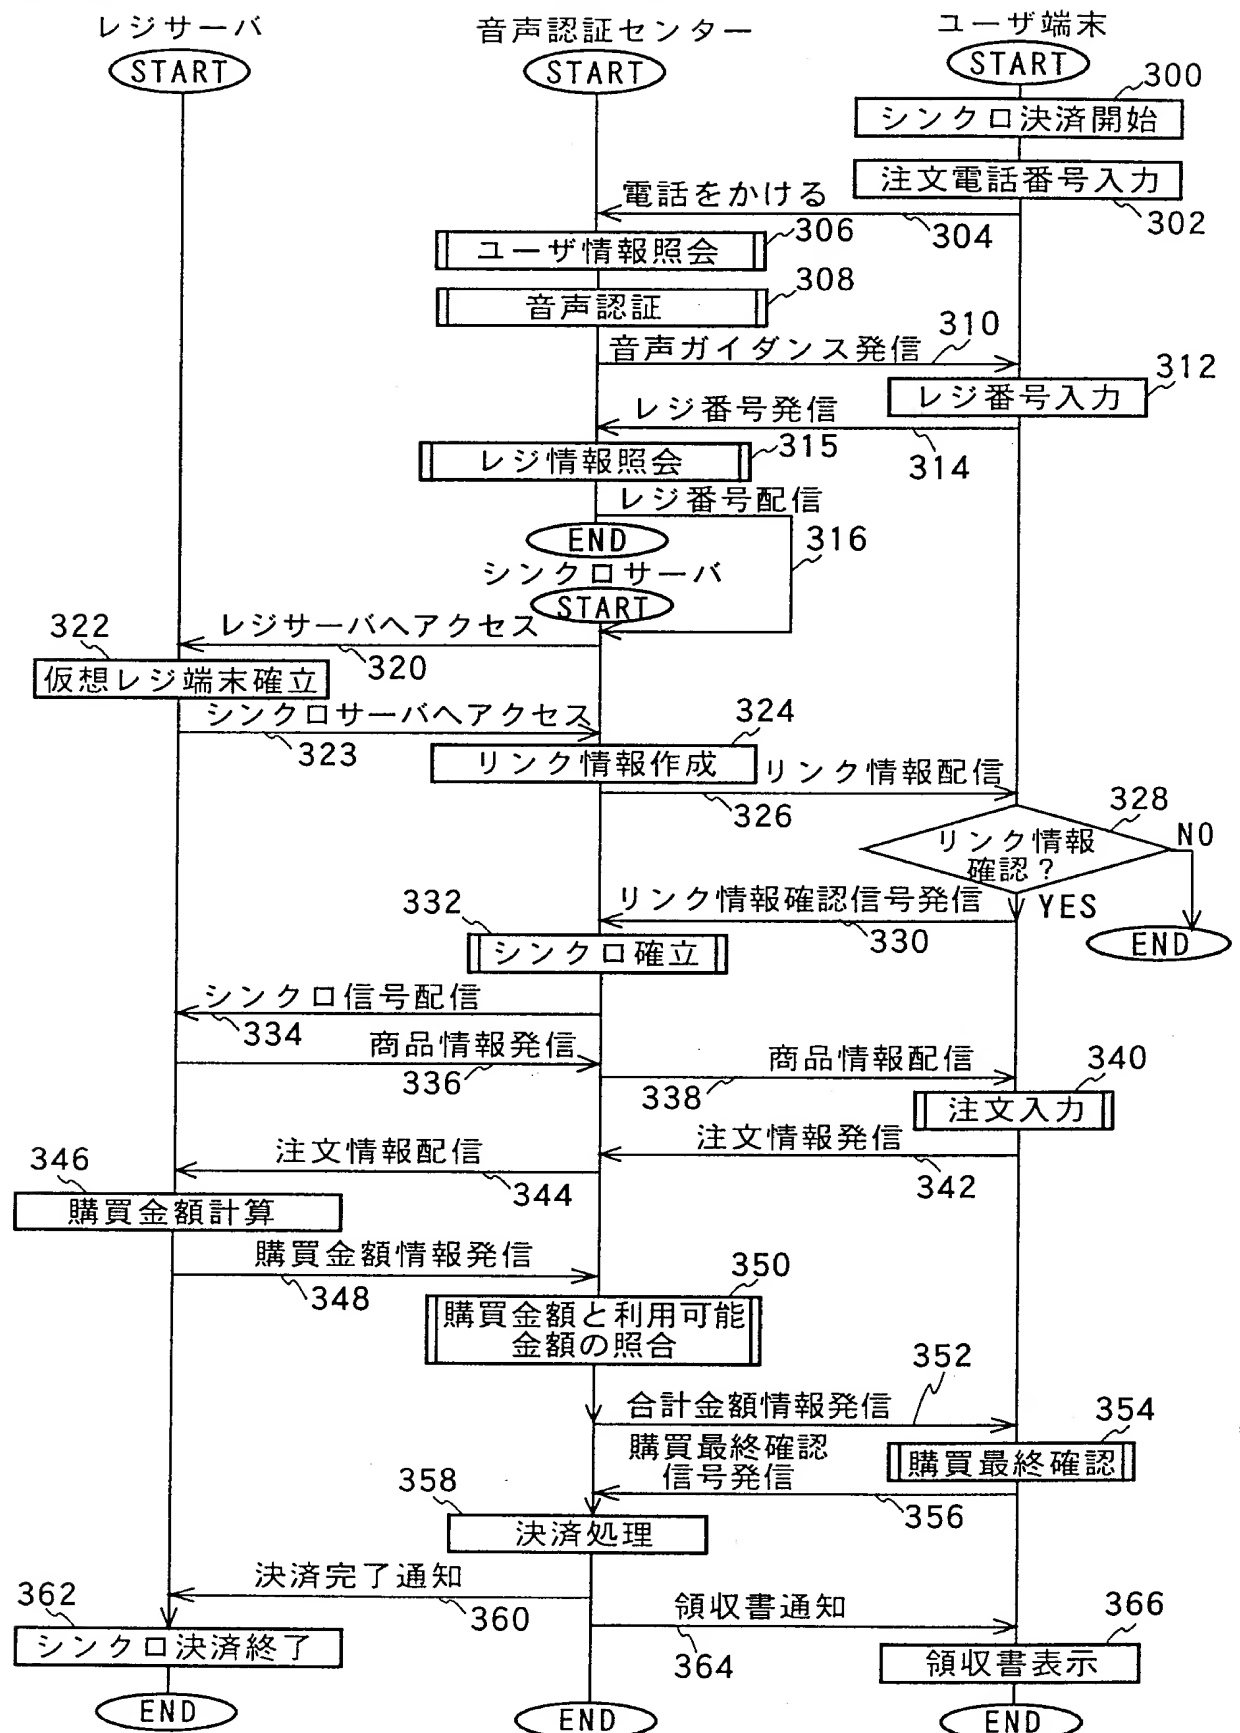 レジサーバ
音声認証センター
ユーザ端末
START
START
START
300
シンクロ決済開始
注文電話番号入力
302
電話をかける
304
ユーザ情報照会
306
音声認証
308
音声ガイダンス発信
310
レジ番号入力
312
レジ番号発信
314
レジ情報照会
315
レジ番号配信
END
316
シンクロサーバ
START
レジサーバへアクセス
320
322
仮想レジ端末確立
シンクロサーバへアクセス
323
324
リンク情報作成
リンク情報配信
326
328
リンク情報
確認?
NO
YES
END
リンク情報確認信号発信
330
332
シンクロ確立
シンクロ信号配信
334
商品情報発信
336
商品情報配信
338
340
注文入力
注文情報発信
342
注文情報配信
344
346
購買金額計算
購買金額情報発信
348
350
購買金額と利用可能
金額の照合
352
合計金額情報発信
354
購買最終確認
購買最終確認
信号発信
356
358
決済処理
決済完了通知
360
362
シンクロ決済終了
領収書通知
364
366
領収書表示
END
END
END